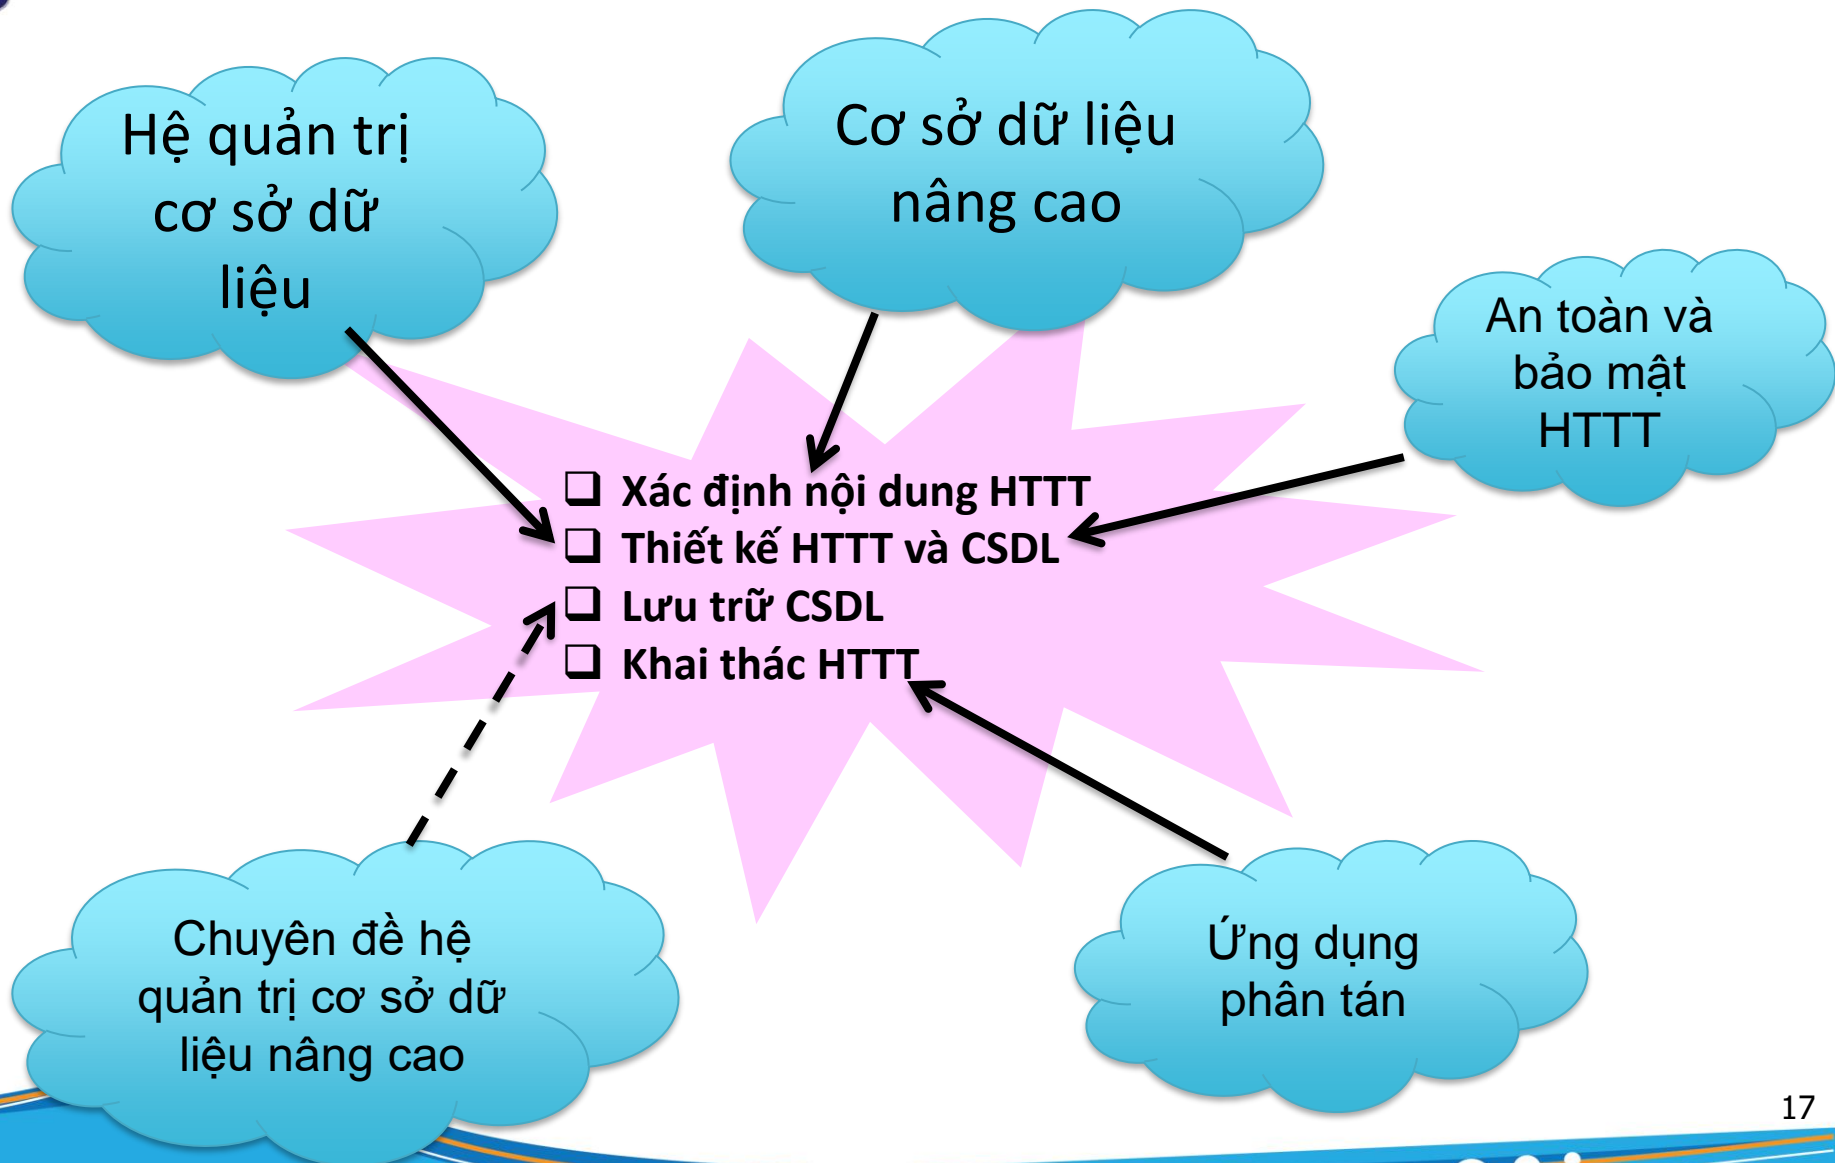 Hệ quản trị
cơ sở dữ
liệu
Cơ sở dữ liệu
nâng cao
An toàn và
bảo mật
HTTT
Xác định nội dung HTTT
Thiết kế HTTT và CSDL
Lưu trữ CSDL
Khai thác HTTT
Chuyên đề hệ
quản trị cơ sở dữ
liệu nâng cao
Ứng dụng
phân tán
17